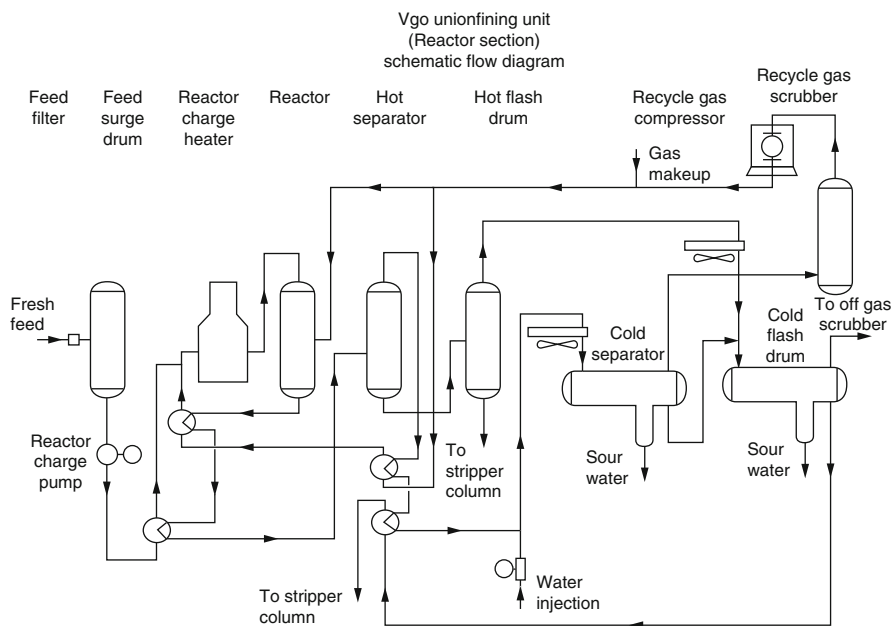 Vgo unionfining unit
(Reactor section)
schematic flow diagram
Feed
filter
Feed
surge
drum
Reactor
charge
heater
Reactor
Hot
separator
Hot flash
drum
Recycle gas
compressor
Recycle gas
scrubber
Gas
makeup
Fresh
feed
Cold
separator
To off gas
scrubber
Cold
flash
drum
Reactor
charge
pump
To
stripper
column
Sour
water
Sour
water
To stripper
column
Water
injection